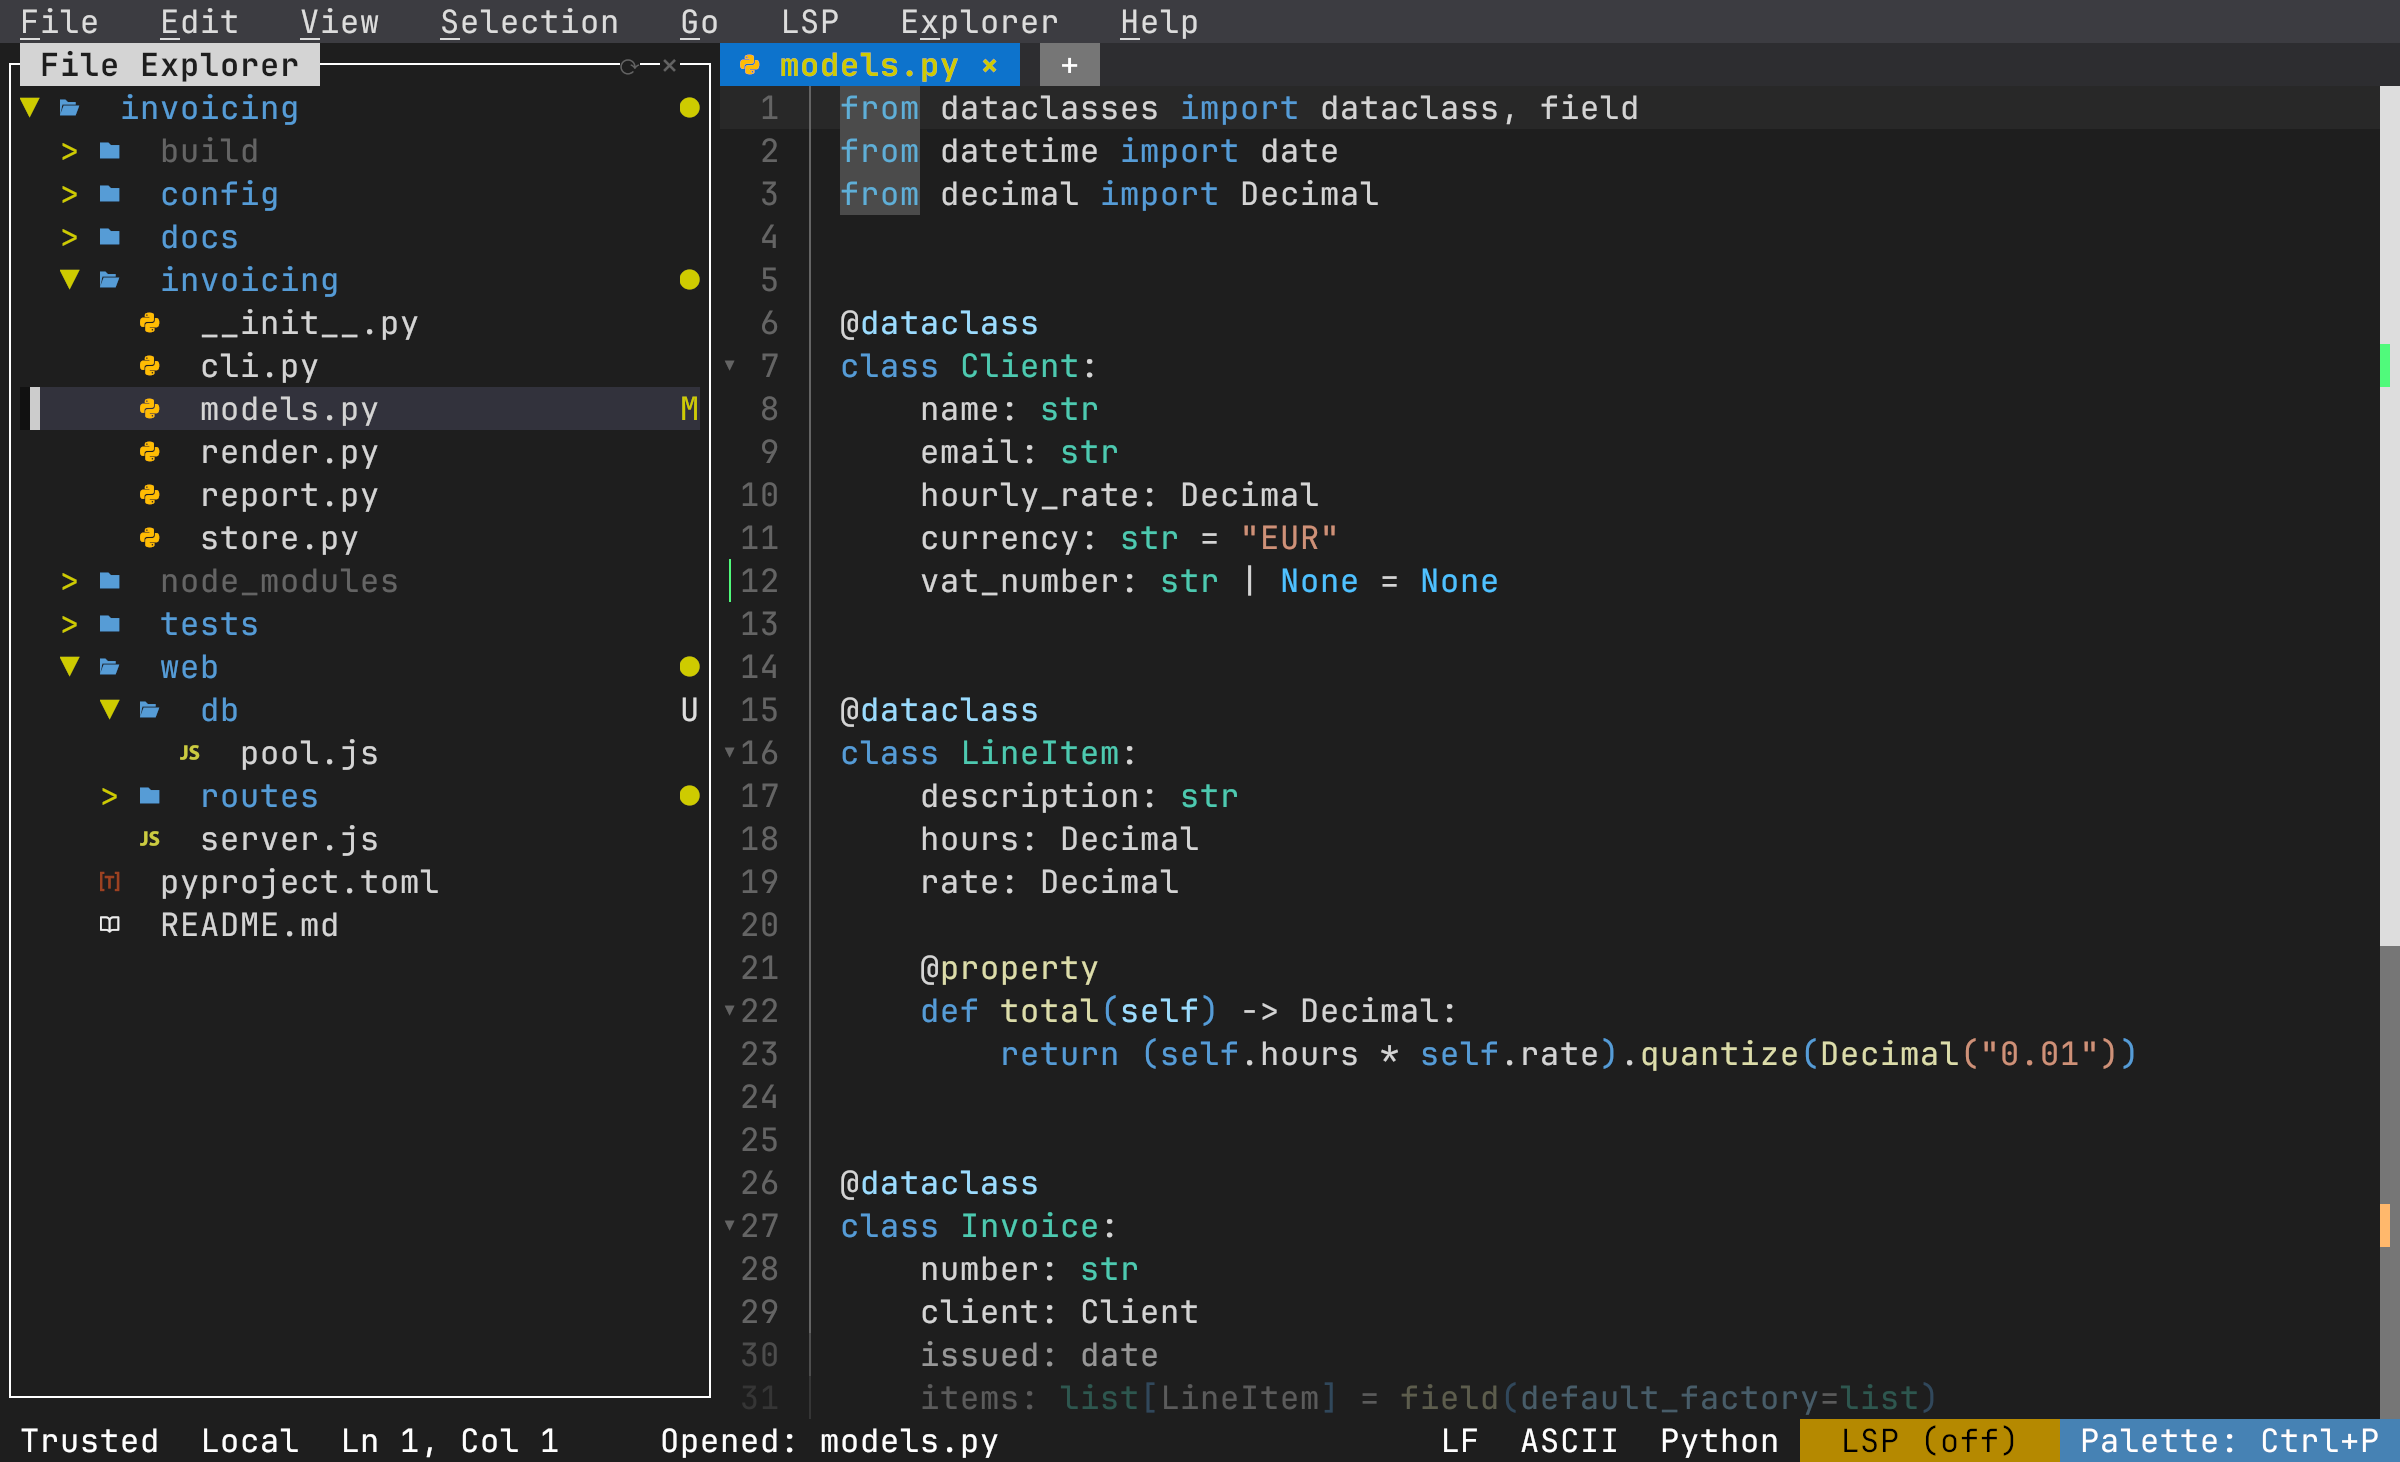 File Edit View Selection Go LSP Explorer Help
File Explorer
invoicing
build
config
docs
invoicing
__init__.py
cli.py
models.py M
render.py
report.py
store.py
node_modules
tests
web
db U
JS pool.js
routes
JS server.js
[T] pyproject.toml
README.md
models.py × +
1 from dataclasses import dataclass, field
2 from datetime import date
3 from decimal import Decimal
4
5
6 @dataclass
7 class Client:
8     name: str
9     email: str
10     hourly_rate: Decimal
11     currency: str = "EUR"
12     vat_number: str | None = None
13
14
15 @dataclass
16 class LineItem:
17     description: str
18     hours: Decimal
19     rate: Decimal
20
21     @property
22     def total(self) -> Decimal:
23         return (self.hours * self.rate).quantize(Decimal("0.01"))
24
25
26 @dataclass
27 class Invoice:
28     number: str
29     client: Client
30     issued: date
31     items: list[LineItem] = field(default_factory=list)
Trusted Local Ln 1, Col 1 Opened: models.py LF ASCII Python LSP (off) Palette: Ctrl+P